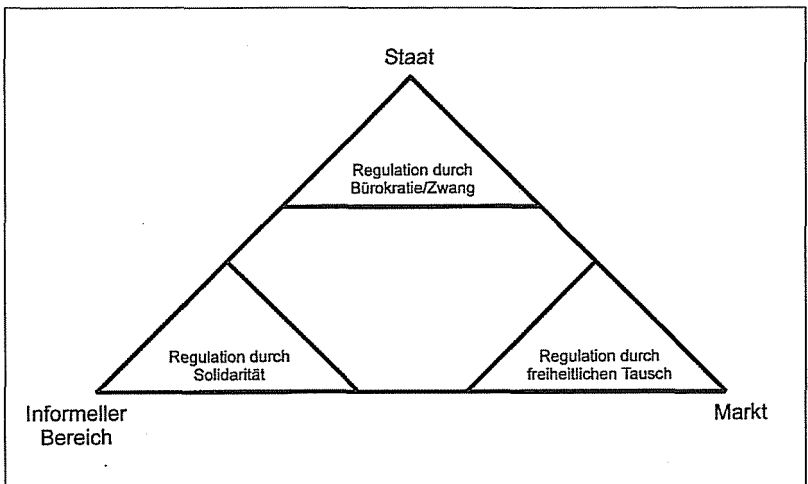 Staat
Regulation durch
Bürokratie/Zwang
Regulation durch
Solidarität
Regulation durch
freiheitlichen Tausch
Informeller
Bereich
Markt